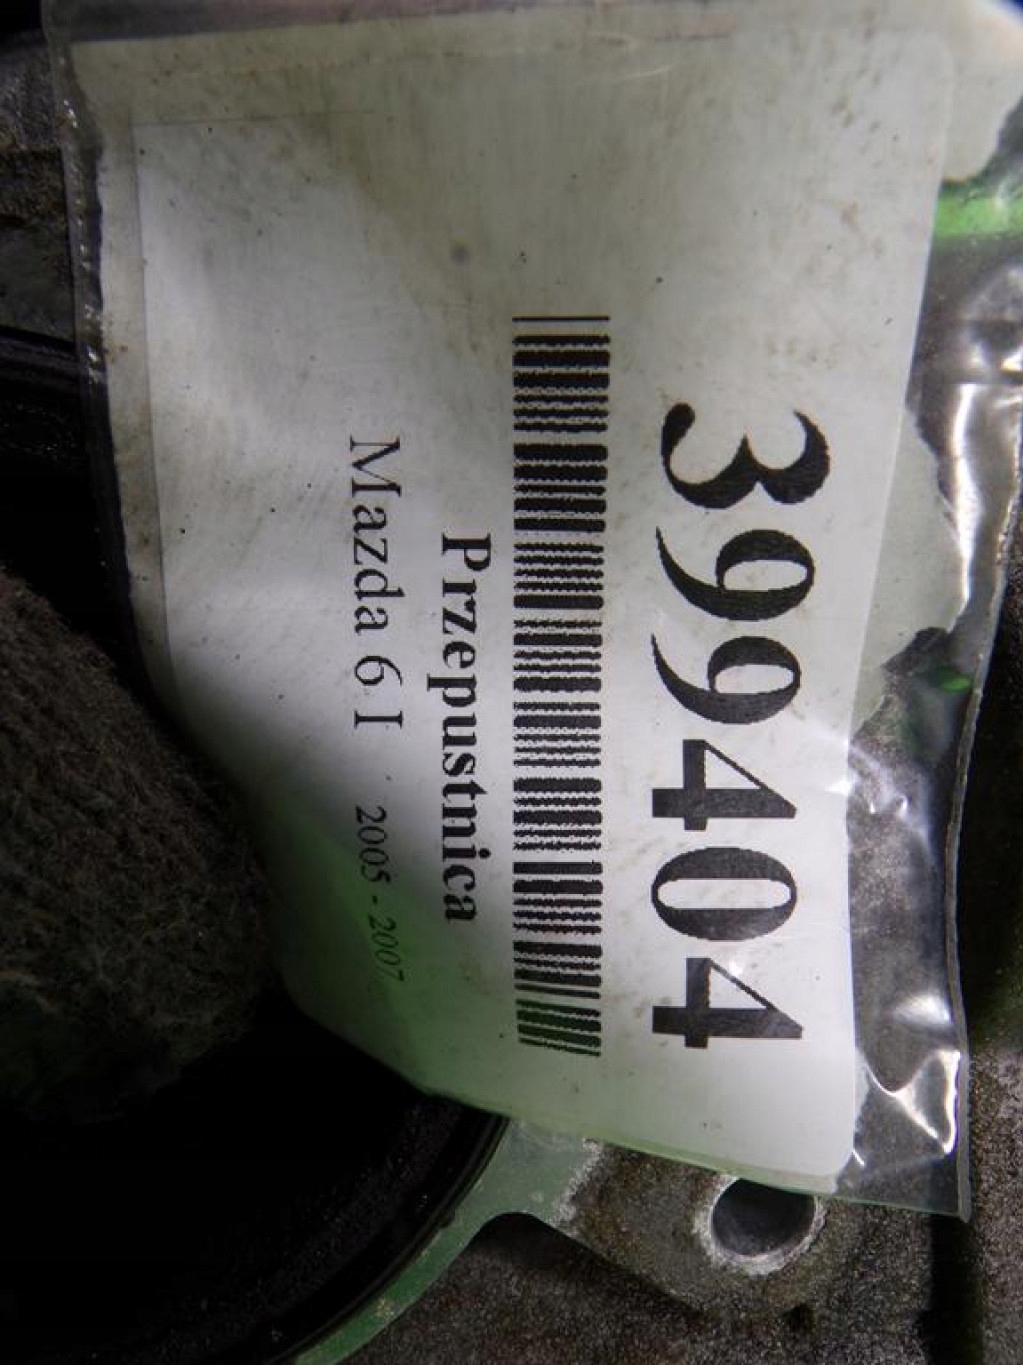 399404
Przepustnica
Mazda 6 I 2005 - 2007